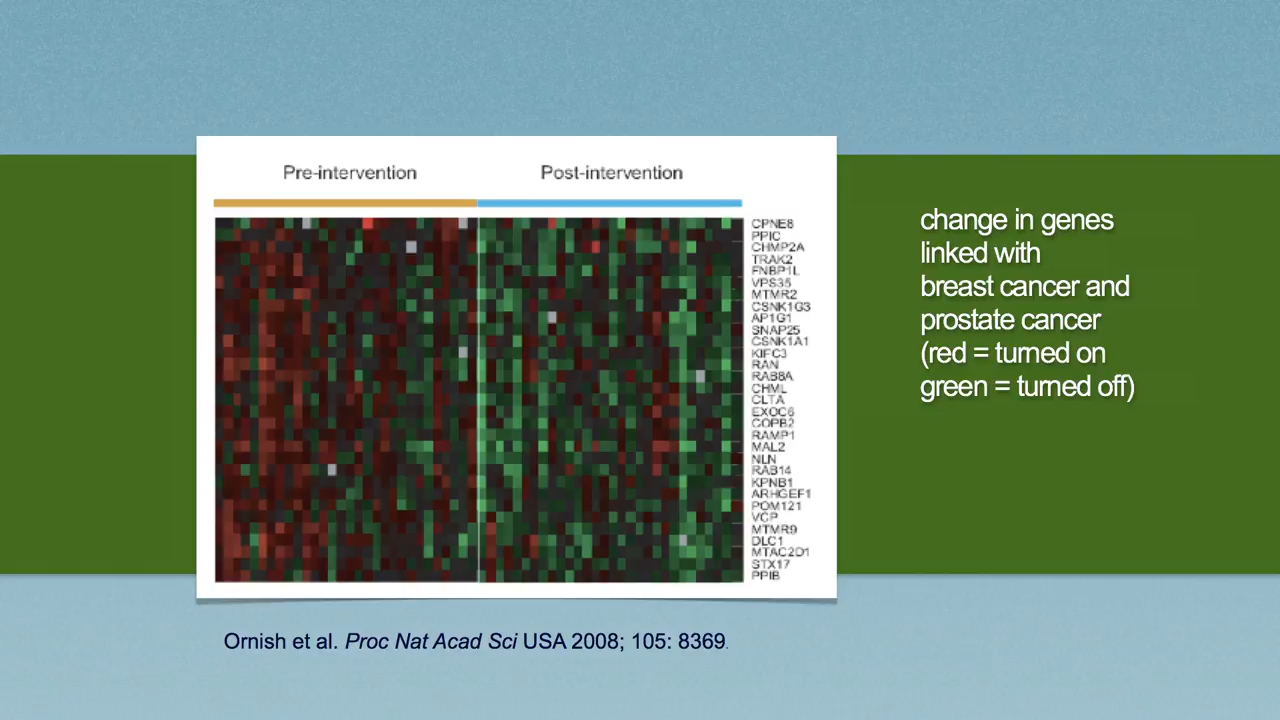 Pre-intervention
Post-intervention
CPNE8
PPIC
CHMP2A
TRAK2
FNBP1L
VPS35
MTMR2
CSNK1G3
AP1G1
SNAP25
CSNK1A1
KIFC3
RAN
RAB8A
CHML
CLTA
EXOC6
COPB2
RAMP1
MAL2
NLN
RAB14
KPNB1
ARHGEF1
POM121
VCP
MTMR9
DLC1
MTAC2D1
STX17
PPIB
change in genes
linked with
breast cancer and
prostate cancer
(red = turned on
green = turned off)
Ornish et al. Proc Nat Acad Sci USA 2008; 105: 8369.